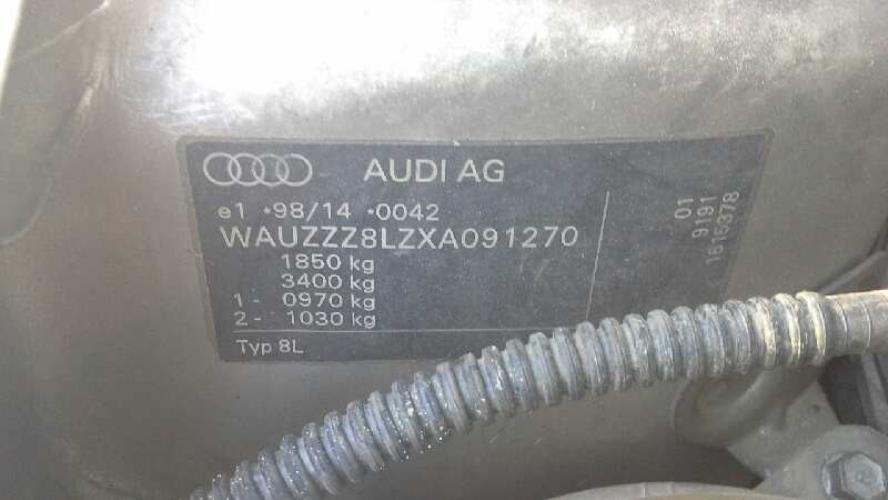 AUDI AG
e1 *98/14 *0042
WAUZZZ8LZXA091270
1850 kg
3400 kg
1 - 0970 kg
2 - 1030 kg
Typ 8L
01
9191
1615378